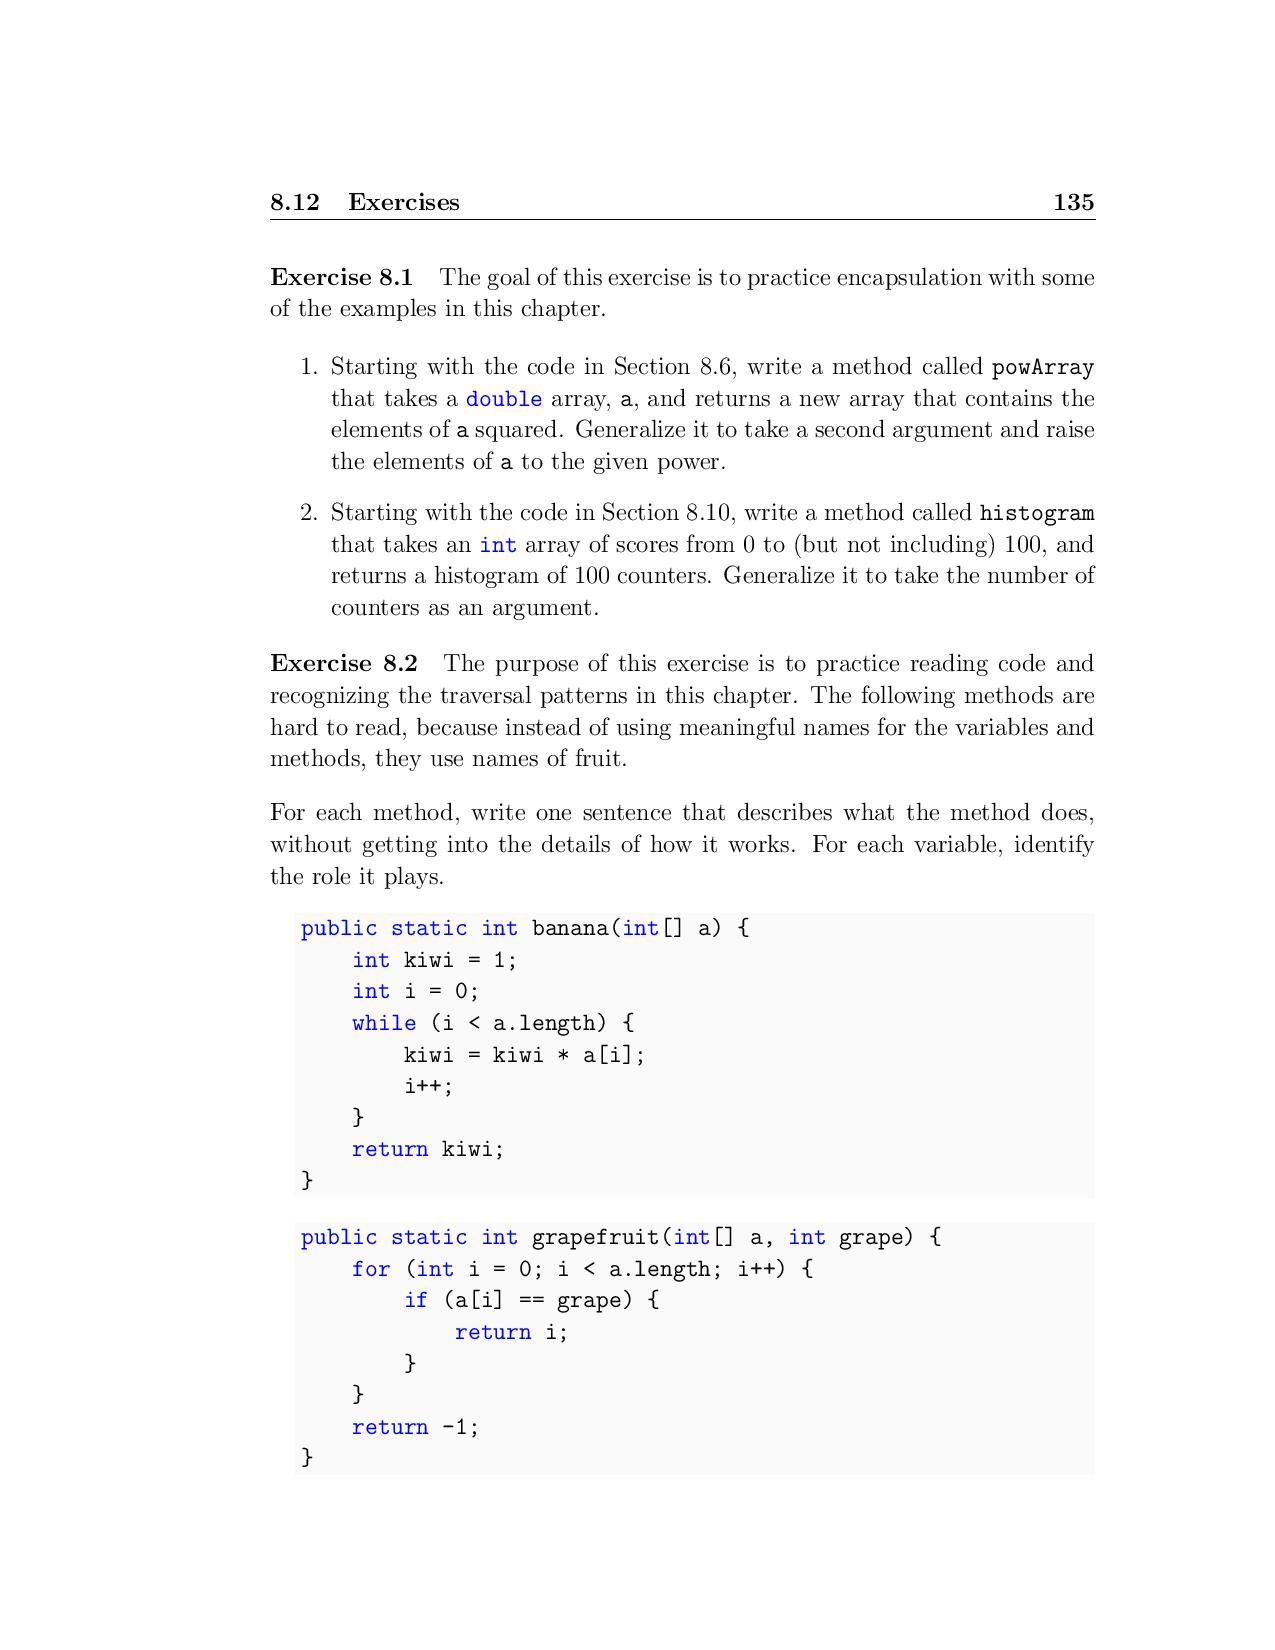 8.12 Exercises 135
Exercise 8.1 The goal of this exercise is to practice encapsulation with some
of the examples in this chapter.
1. Starting with the code in Section 8.6, write a method called powArray
that takes a double array, a, and returns a new array that contains the
elements of a squared. Generalize it to take a second argument and raise
the elements of a to the given power.
2. Starting with the code in Section 8.10, write a method called histogram
that takes an int array of scores from 0 to (but not including) 100, and
returns a histogram of 100 counters. Generalize it to take the number of
counters as an argument.
Exercise 8.2 The purpose of this exercise is to practice reading code and
recognizing the traversal patterns in this chapter. The following methods are
hard to read, because instead of using meaningful names for the variables and
methods, they use names of fruit.
For each method, write one sentence that describes what the method does,
without getting into the details of how it works. For each variable, identify
the role it plays.
public static int banana(int[] a) {
    int kiwi = 1;
    int i = 0;
    while (i < a.length) {
        kiwi = kiwi * a[i];
        i++;
    }
    return kiwi;
}
public static int grapefruit(int[] a, int grape) {
    for (int i = 0; i < a.length; i++) {
        if (a[i] == grape) {
            return i;
        }
    }
    return -1;
}